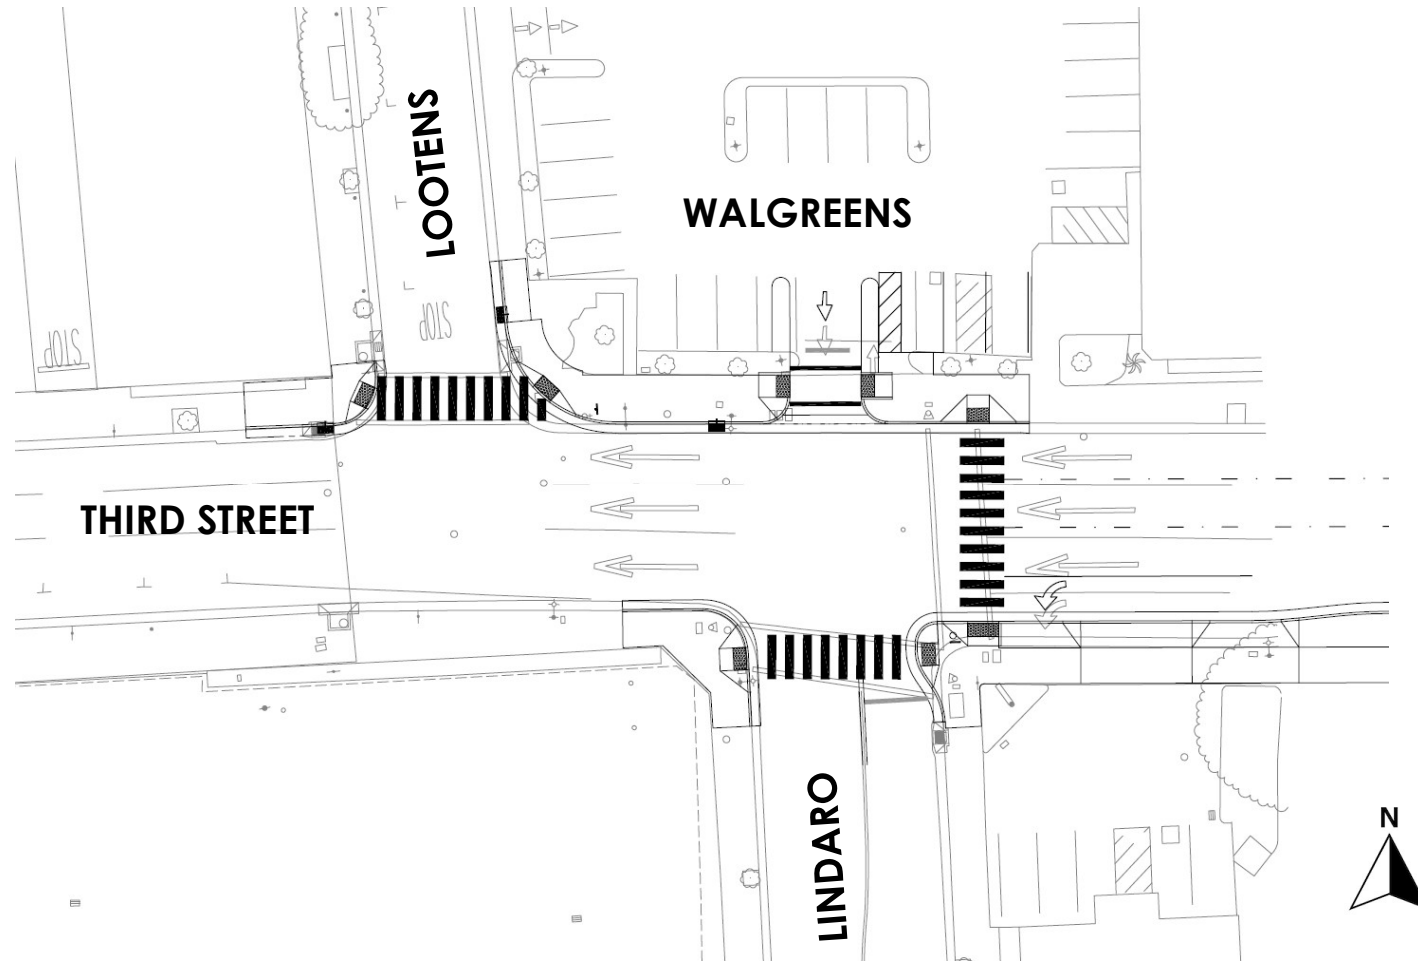 LOOTENS
WALGREENS
STOP
STOP
THIRD STREET
LINDARO
N